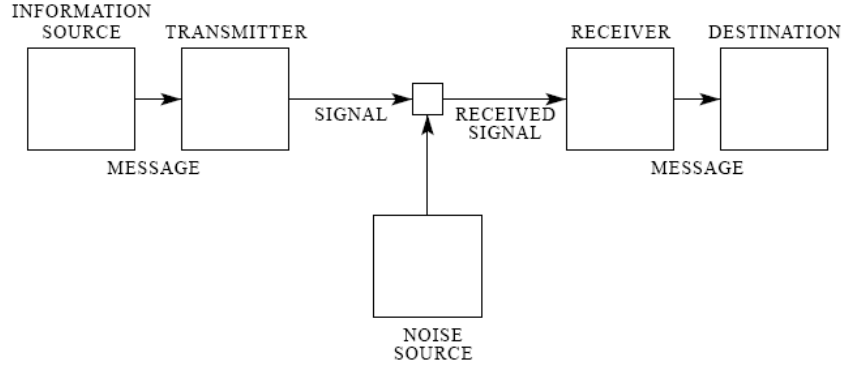 INFORMATION
SOURCE
TRANSMITTER
RECEIVER
DESTINATION
SIGNAL
RECEIVED
SIGNAL
MESSAGE
MESSAGE
NOISE
SOURCE